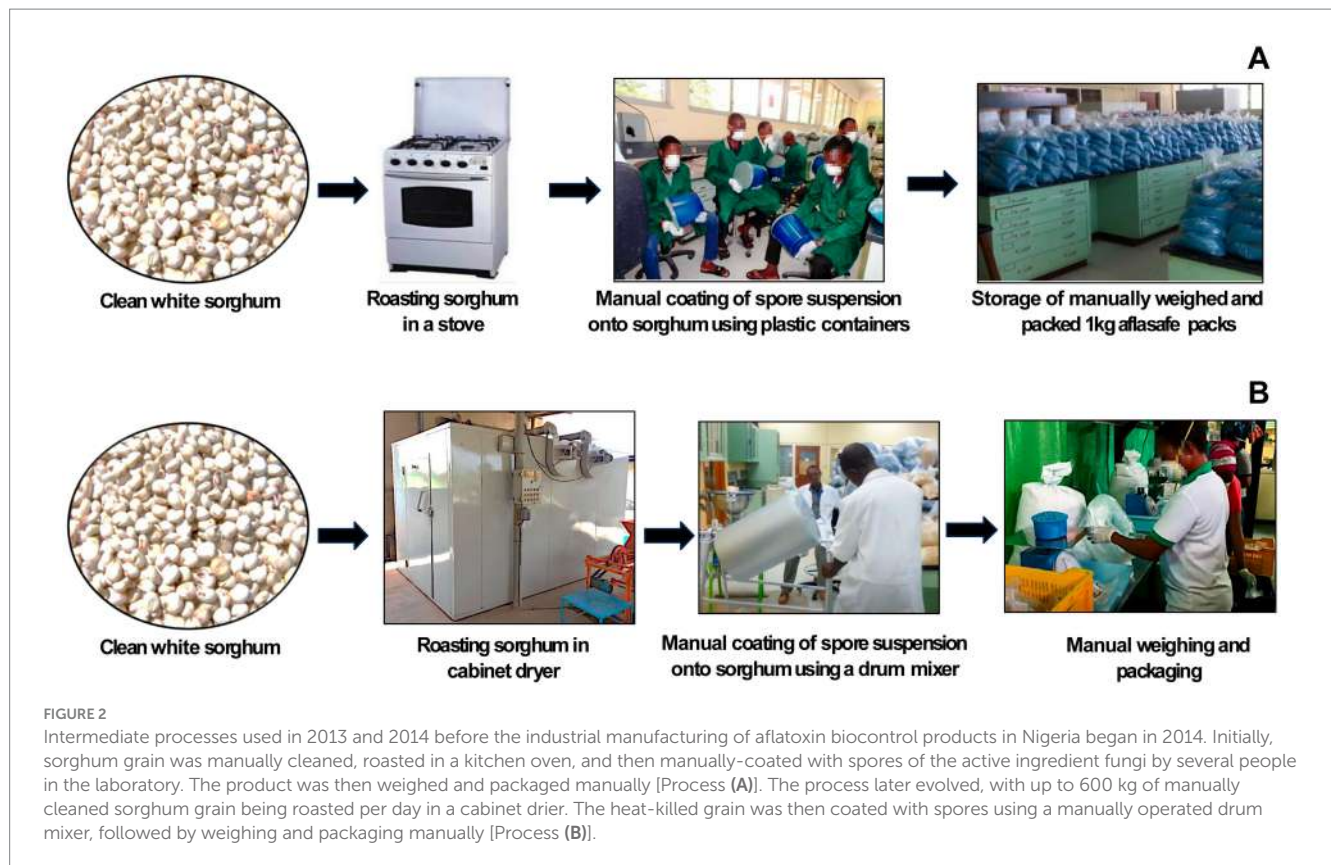 A
Clean white sorghum
Roasting sorghum
in a stove
Manual coating of spore suspension
onto sorghum using plastic containers
Storage of manually weighed and
packed 1kg aflasafe packs
B
Clean white sorghum
Roasting sorghum in
cabinet dryer
Manual coating of spore suspension
onto sorghum using a drum mixer
Manual weighing and
packaging
FIGURE 2
Intermediate processes used in 2013 and 2014 before the industrial manufacturing of aflatoxin biocontrol products in Nigeria began in 2014. Initially,
sorghum grain was manually cleaned, roasted in a kitchen oven, and then manually-coated with spores of the active ingredient fungi by several people
in the laboratory. The product was then weighed and packaged manually [Process (A)]. The process later evolved, with up to 600 kg of manually
cleaned sorghum grain being roasted per day in a cabinet drier. The heat-killed grain was then coated with spores using a manually operated drum
mixer, followed by weighing and packaging manually [Process (B)].